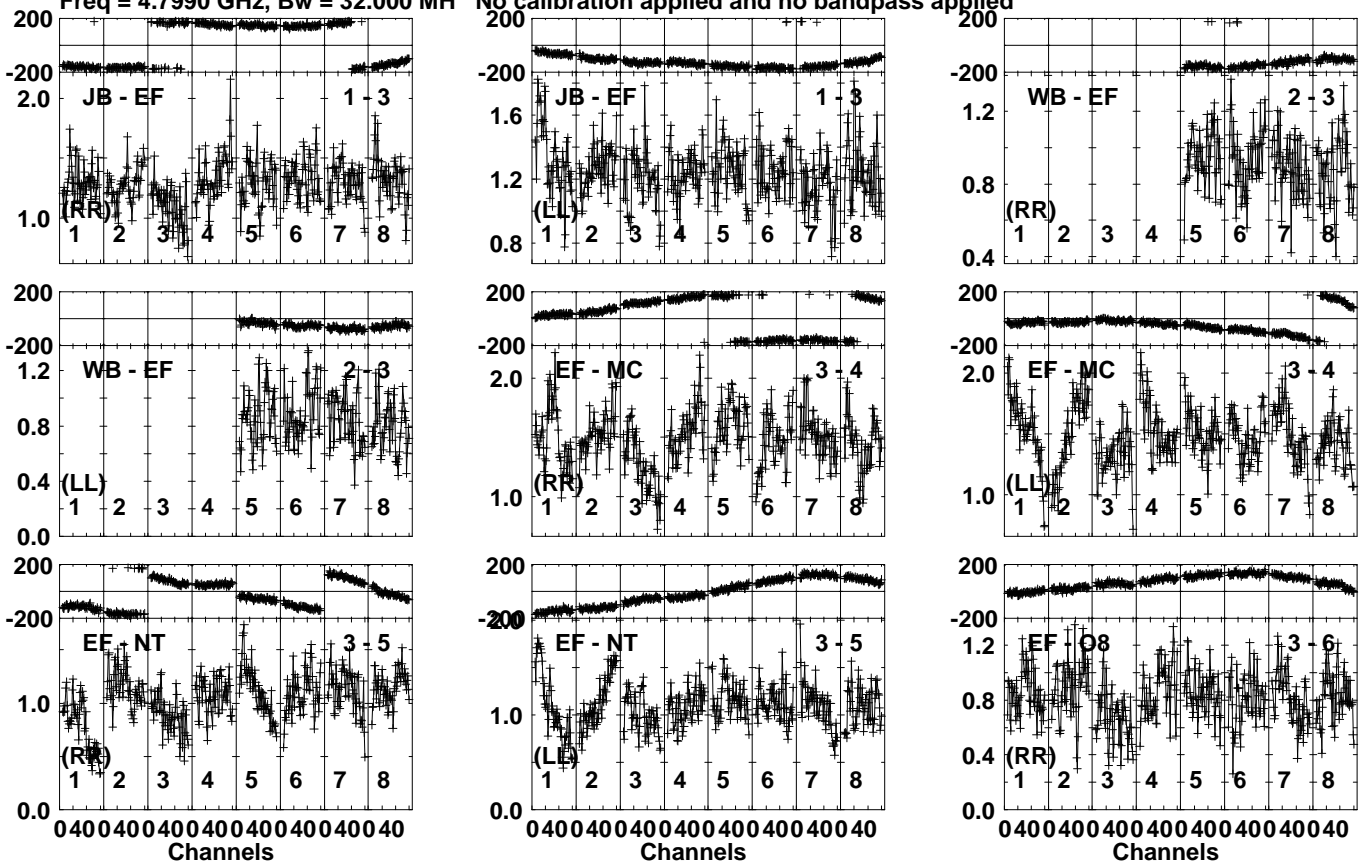 Freq = 4.7990 GHz, Bw = 32.000 MH No calibration applied and no bandpass applied
200
-200
2.0
1.0
JB - EF 1 - 3
(RR)
1 2 3 4 5 6 7 8
200
-200
1.6
1.2
0.8
JB - EF 1 - 3
(LL)
1 2 3 4 5 6 7 8
200
-200
1.2
0.8
0.4
WB - EF 2 - 3
(RR)
1 2 3 4 5 6 7 8
200
-200
1.2
0.8
0.4
0.0
WB - EF 2 - 3
(LL)
1 2 3 4 5 6 7 8
200
-200
2.0
1.0
EF - MC 3 - 4
(RR)
1 2 3 4 5 6 7 8
200
-200
2.0
1.0
EF - MC 3 - 4
(LL)
1 2 3 4 5 6 7 8
200
-200
1.0
0.0
EF - NT 3 - 5
(RR)
1 2 3 4 5 6 7 8
200
-200
2.0
1.0
0.0
EF - NT 3 - 5
(LL)
1 2 3 4 5 6 7 8
200
-200
1.2
0.8
0.4
0.0
EF - O8 3 - 6
(RR)
1 2 3 4 5 6 7 8
0 40 0 40 0 40 0 40 0 40 0 40 0 40 0 40
0 40 0 40 0 40 0 40 0 40 0 40 0 40 0 40
0 40 0 40 0 40 0 40 0 40 0 40 0 40 0 40
Channels Channels Channels